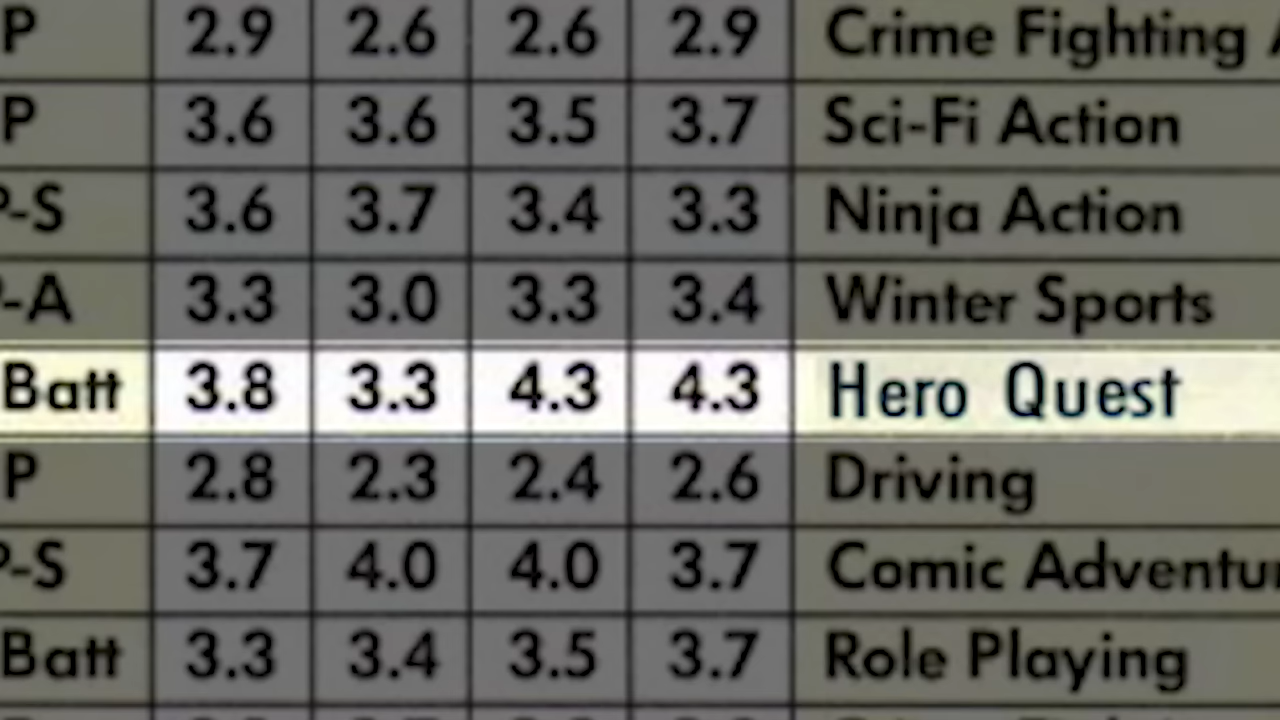 P 2.9 2.6 2.6 2.9 Crime Fighting
P 3.6 3.6 3.5 3.7 Sci-Fi Action
P-S 3.6 3.7 3.4 3.3 Ninja Action
-A 3.3 3.0 3.3 3.4 Winter Sports
Batt 3.8 3.3 4.3 4.3 Hero Quest
P 2.8 2.3 2.4 2.6 Driving
P-S 3.7 4.0 4.0 3.7 Comic Adventu
Batt 3.3 3.4 3.5 3.7 Role Playing